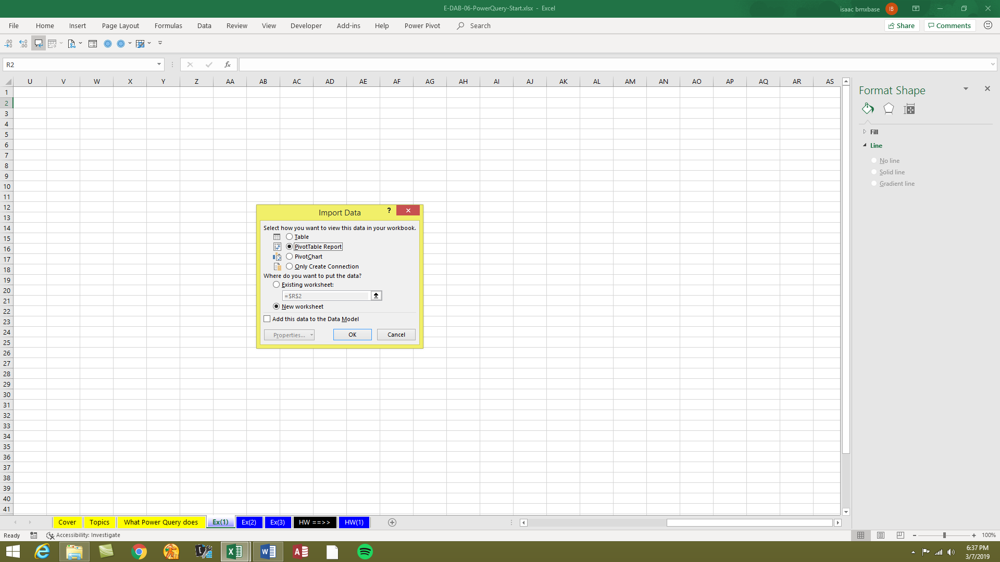 E-DAB-06-PowerQuery-Start.xlsx - Excel
isaac bmxbase IB
File Home Insert Page Layout Formulas Data Review View Developer Add-ins Help Power Pivot Search Share Comments
R2 fx
U V W X Y Z AA AB AC AD AE AF AG AH AI AJ AK AL AM AN AO AP AQ AR AS
1
2
3
4
5
6
7
8
9
10
11
12
13
14
15
16
17
18
19
20
21
22
23
24
25
26
27
28
29
30
31
32
33
34
35
36
37
38
39
40
41
Import Data ?
Select how you want to view this data in your workbook.
Table
PivotTable Report
PivotChart
Only Create Connection
Where do you want to put the data?
Existing worksheet:
=$R$2
New worksheet
Add this data to the Data Model
Properties... OK Cancel
Format Shape
Fill
Line
No line
Solid line
Gradient line
Cover Topics What Power Query does Ex(1) Ex(2) Ex(3) HW ==>> HW(1)
Ready Accessibility: Investigate 100%
6:37 PM
3/7/2019